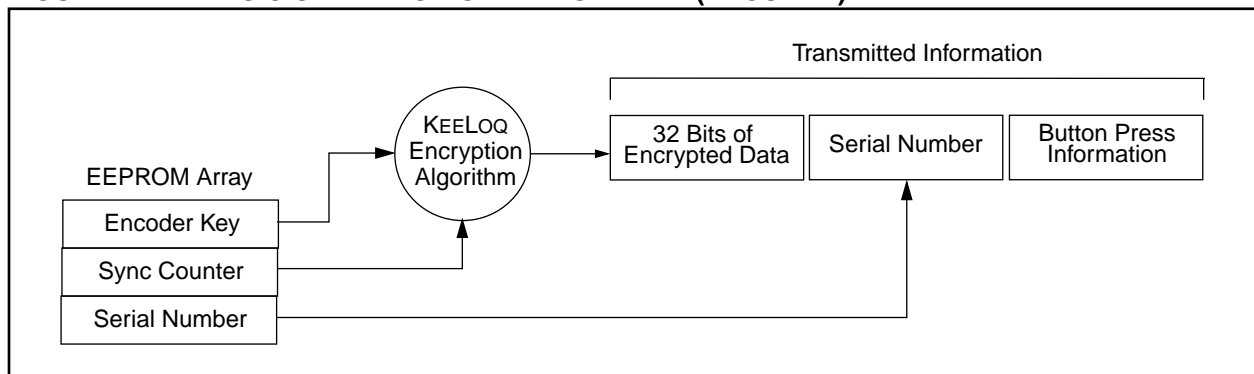 Transmitted Information
KEELOQ
Encryption
Algorithm
32 Bits of
Encrypted Data
Serial Number
Button Press
Information
EEPROM Array
Encoder Key
Sync Counter
Serial Number